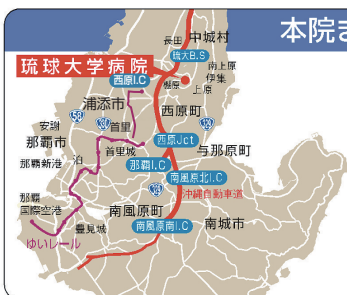 本院ま
長田
中城村
琉大B.S
琉球大学病院
南上原
伊集
上原
棚原
西原I.C
浦添市
58
西原町
330
329
安謝
首里
那覇市
西原Jct
与那原町
那覇新港
泊
首里城
那覇I.C
南風原北I.C
329
沖縄自動車道
那覇
国際空港
南風原町
南城市
ゆいレール
豊見城
南風原南I.C